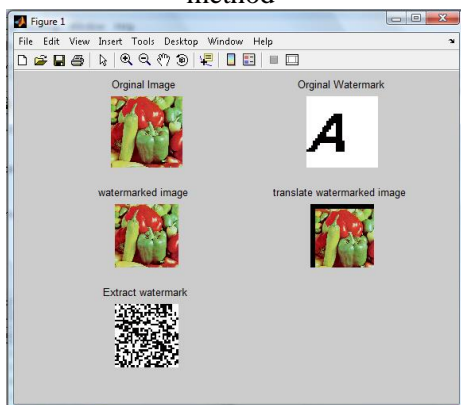 method
Figure 1
File Edit View Insert Tools Desktop Window Help
Orginal Image
Orginal Watermark
A
watermarked image
translate watermarked image
Extract watermark